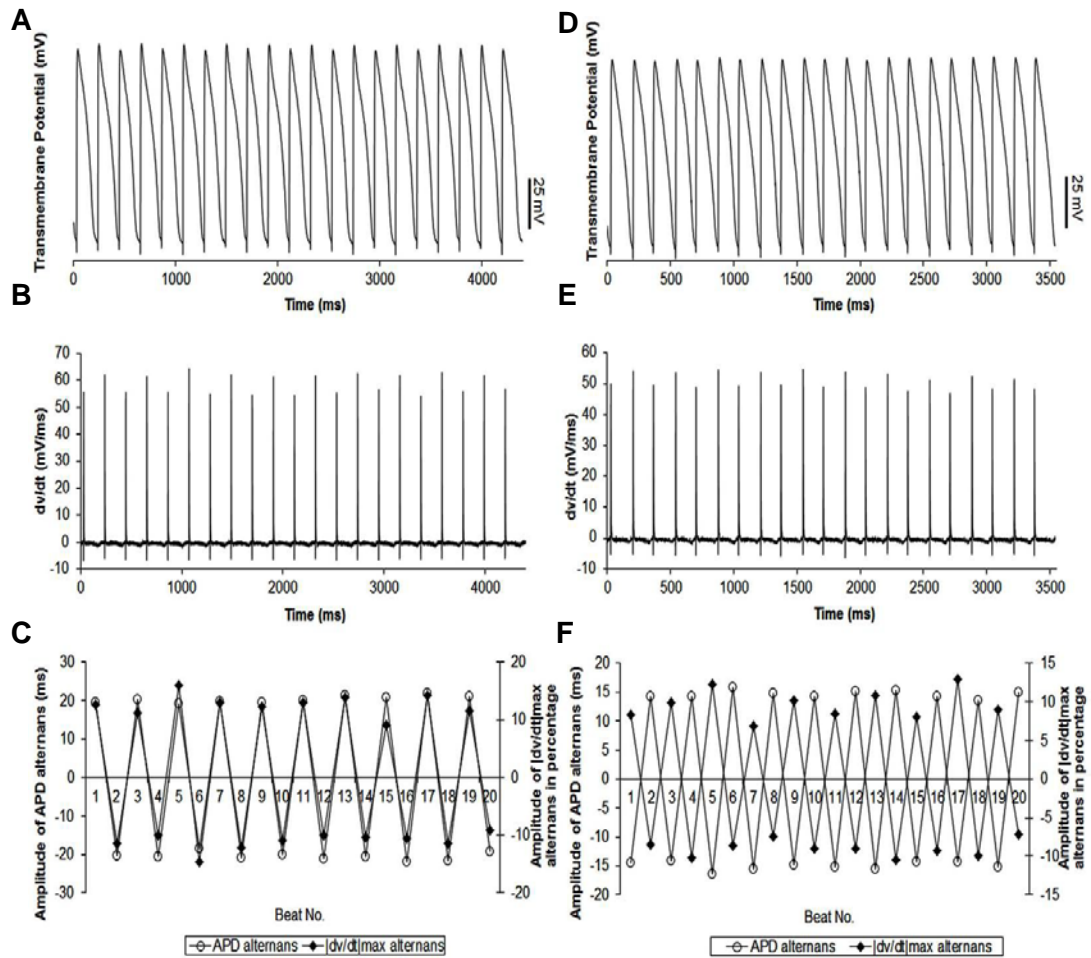 A
Transmembrane Potential (mV)
25 mV
0 1000 2000 3000 4000
Time (ms)
B
dv/dt (mV/ms)
70
60
50
40
30
20
10
0
-10
0 1000 2000 3000 4000
Time (ms)
C
Amplitude of APD alternans (ms)
30
20
10
0
-10
-20
-30
1 2 3 4 5 6 7 8 9 10 11 12 13 14 15 16 17 18 19 20
20
10
0
-10
-20
Amplitude of |dv/dt|max
alternans in percentage
Beat No.
APD alternans |dv/dt|max alternans
D
Transmembrane Potential (mV)
25 mV
0 500 1000 1500 2000 2500 3000 3500
Time (ms)
E
dv/dt (mV/ms)
60
50
40
30
20
10
0
-10
0 500 1000 1500 2000 2500 3000 3500
Time (ms)
F
Amplitude of APD alternans (ms)
20
15
10
5
0
-5
-10
-15
-20
1 2 3 4 5 6 7 8 9 10 11 12 13 14 15 16 17 18 19 20
15
10
5
0
-5
-10
-15
Amplitude of |dv/dt|max
alternans in percentage
Beat No.
APD alternans |dv/dt|max alternans